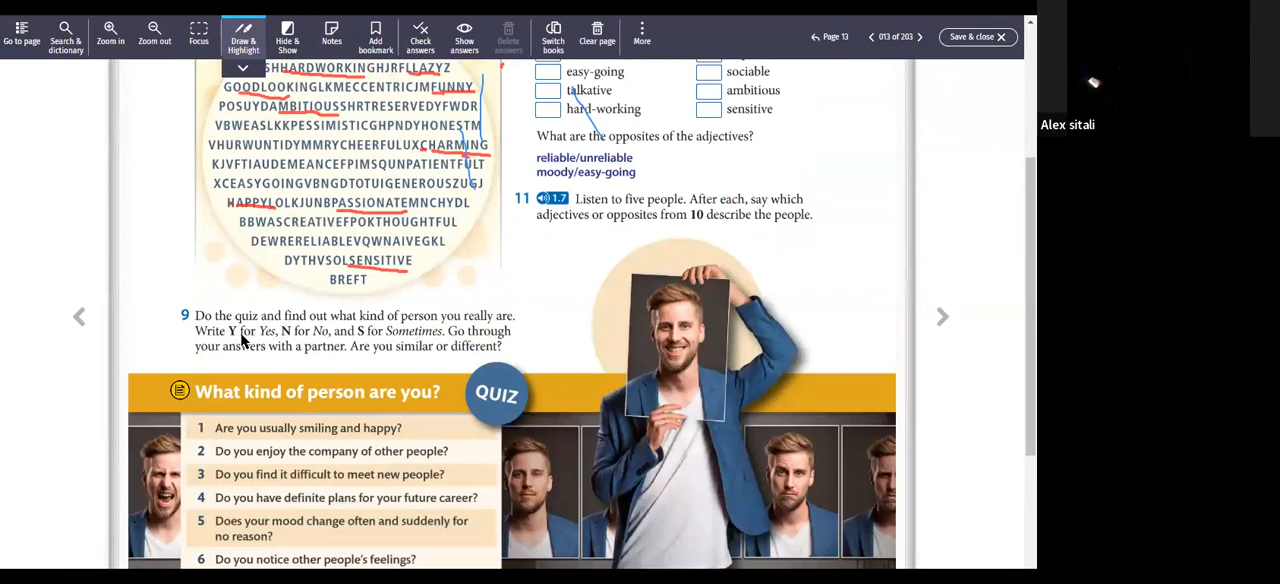 Go to page
Search & dictionary
Zoom in
Zoom out
Focus
Draw & Highlight
Hide & Show
Notes
Add bookmark
Check answers
Show answers
Delete answers
Switch books
Clear page
More
Page 13
013 of 203
Save & close
HARDWORKINGHJRFLLAZYZ
GOODLOOKINGLKMECCENTRICJMFUNNY
POSUYDAMBITIOUSSHRTRESERVEDYFWDR
VBWEASLKKPESSIMISTICGHPNDYHONESTM
VHURWUNTIDYMMRYCHEERFULUXCHARMING
KJVFTIAUDEMEANCEFPIMSQUNPATIENTFULT
XCEASYGOINGVBNGDTOTUIGENEROUSZUGJ
HAPPYLOLKJUNBPASSIONATEMNCHYDL
BBWASCREATIVEFPOKTHOUGHTFUL
DEWRERELIABLEVQWNAIVEGKL
DYTHVSOLSENSITIVE
BREFT
9 Do the quiz and find out what kind of person you really are.
Write Y for Yes, N for No, and S for Sometimes. Go through
your answers with a partner. Are you similar or different?
What kind of person are you?
QUIZ
1 Are you usually smiling and happy?
2 Do you enjoy the company of other people?
3 Do you find it difficult to meet new people?
4 Do you have definite plans for your future career?
5 Does your mood change often and suddenly for
no reason?
6 Do you notice other people's feelings?
easy-going sociable
talkative ambitious
hard-working sensitive
What are the opposites of the adjectives?
reliable/unreliable
moody/easy-going
11 1.7 Listen to five people. After each, say which
adjectives or opposites from 10 describe the people.
Alex sitali